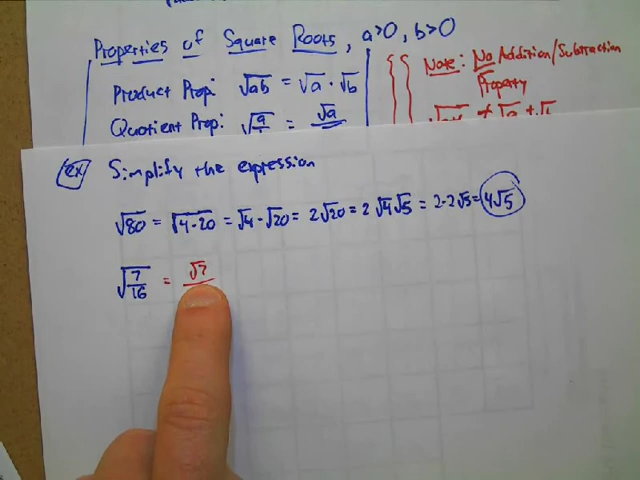 Properties of Square Roots, a>0, b>0
Product Prop: √ab = √a · √b
Quotient Prop: √a = √a
Note: No Addition/Subtraction
Property
≠ √a + √
ex Simplify the expression
√80 = √4·20 = √4·√20 = 2√20 = 2√4√5 = 2·2√5 = 4√5
√7/16 = √7